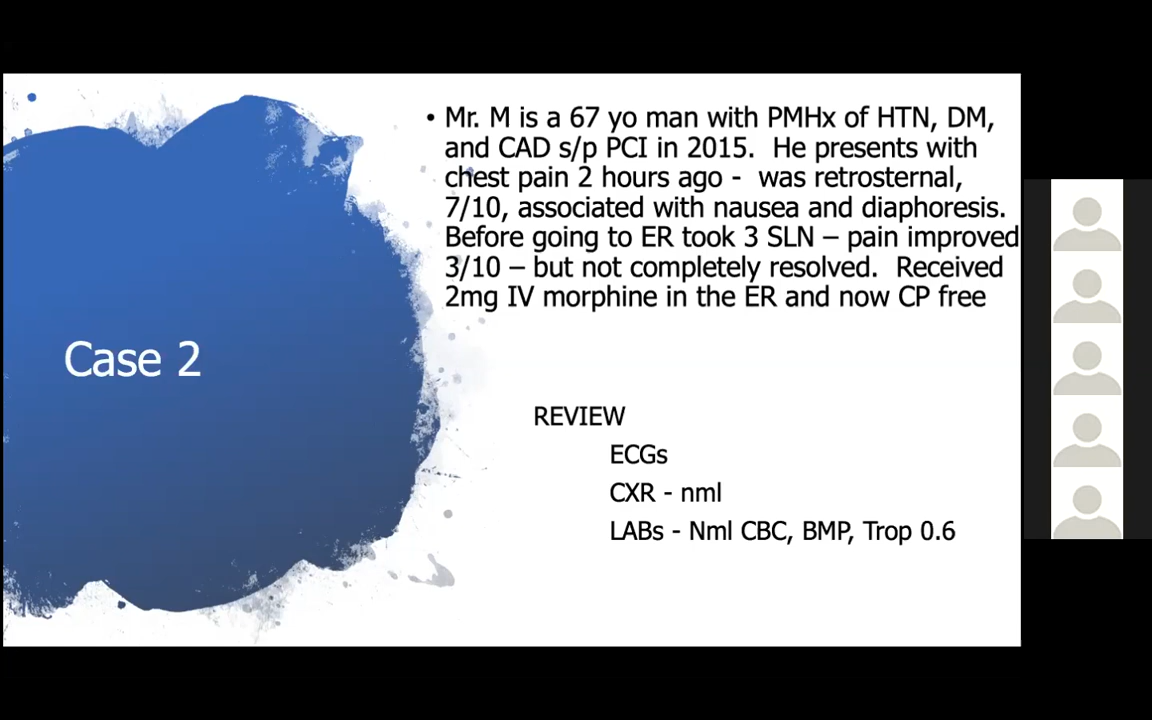 Case 2
• Mr. M is a 67 yo man with PMHx of HTN, DM,
and CAD s/p PCI in 2015.  He presents with
chest pain 2 hours ago -  was retrosternal,
7/10, associated with nausea and diaphoresis.
Before going to ER took 3 SLN – pain improved
3/10 – but not completely resolved.  Received
2mg IV morphine in the ER and now CP free
REVIEW
ECGs
CXR - nml
LABs - Nml CBC, BMP, Trop 0.6